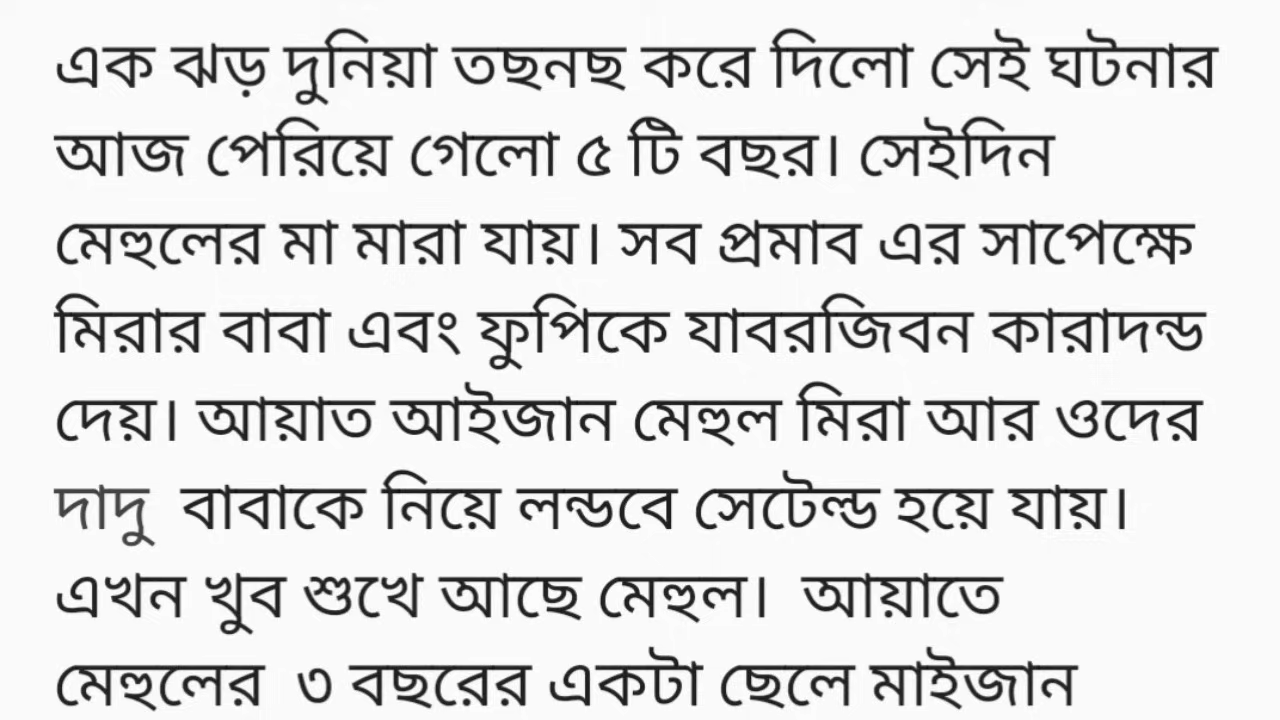 এক ঝড় দুনিয়া তছনছ করে দিলো সেই ঘটনার
আজ পেরিয়ে গেলো ৫ টি বছর। সেইদিন
মেহুলের মা মারা যায়। সব প্রমাব এর সাপেক্ষে
মিরার বাবা এবং ফুপিকে যাবরজিবন কারাদন্ড
দেয়। আয়াত আইজান মেহুল মিরা আর ওদের
দাদু বাবাকে নিয়ে লন্ডবে সেটেল্ড হয়ে যায়।
এখন খুব শুখে আছে মেহুল। আয়াতে
মেহুলের ৩ বছরের একটা ছেলে মাইজান